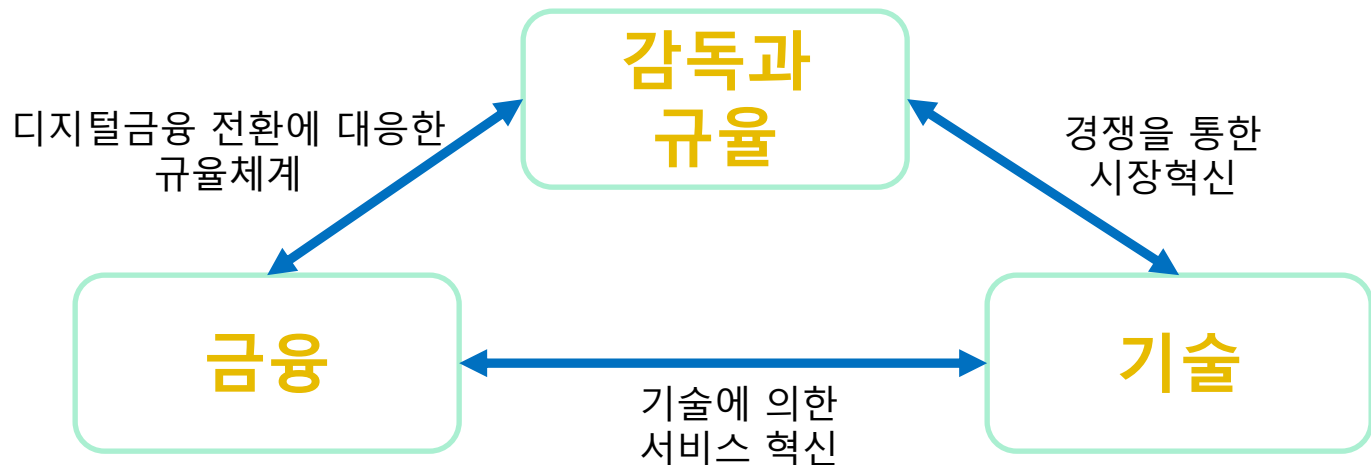 감독과
규율
디지털금융 전환에 대응한
규율체계
경쟁을 통한
시장혁신
금융
기술
기술에 의한
서비스 혁신